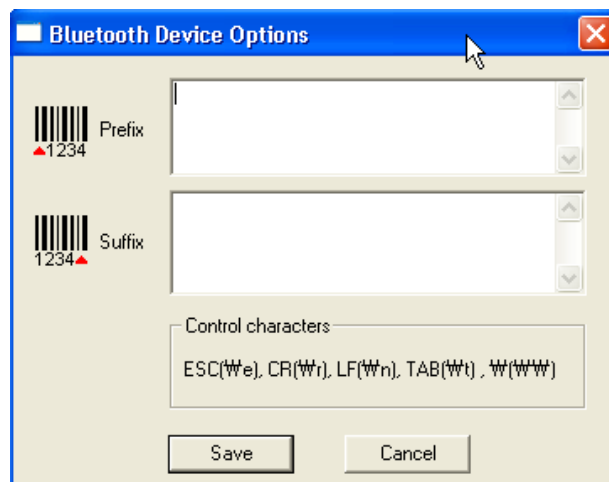 Bluetooth Device Options
Prefix
1234
Suffix
1234
Control characters
ESC(₩e), CR(₩r), LF(₩n), TAB(₩t) , ₩(₩₩)
Save
Cancel